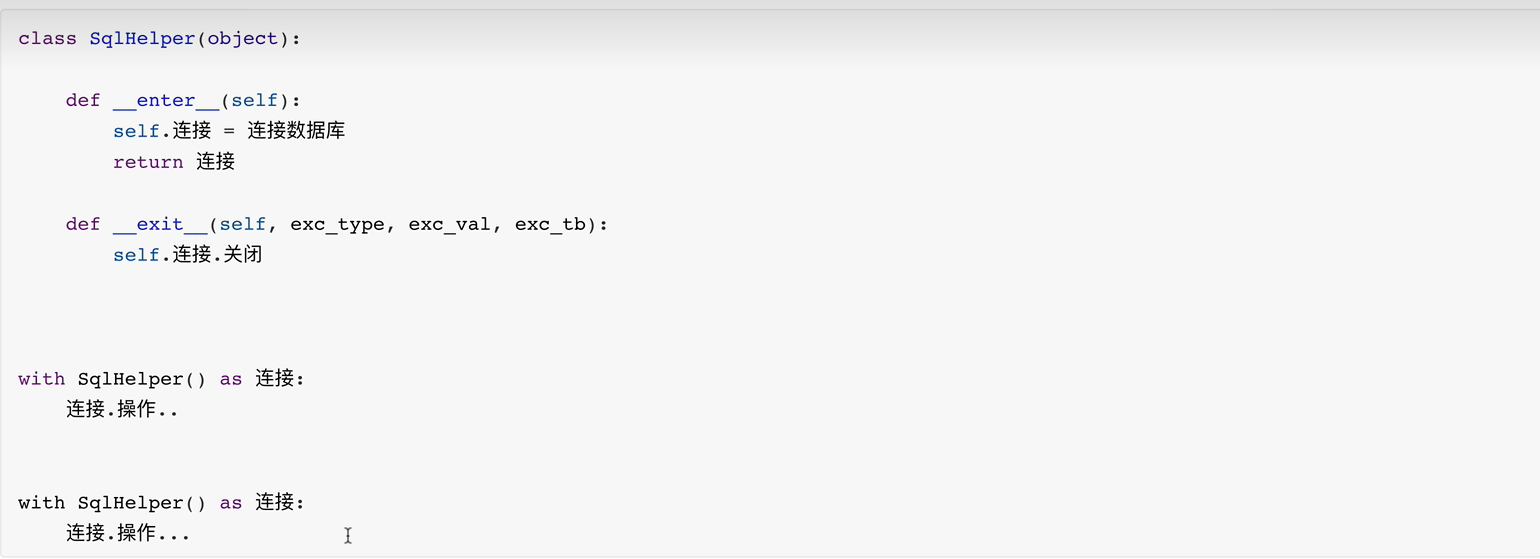 class SqlHelper(object):
def __enter__(self):
self.连接 = 连接数据库
return 连接
def __exit__(self, exc_type, exc_val, exc_tb):
self.连接.关闭
with SqlHelper() as 连接:
连接.操作..
with SqlHelper() as 连接:
连接.操作...